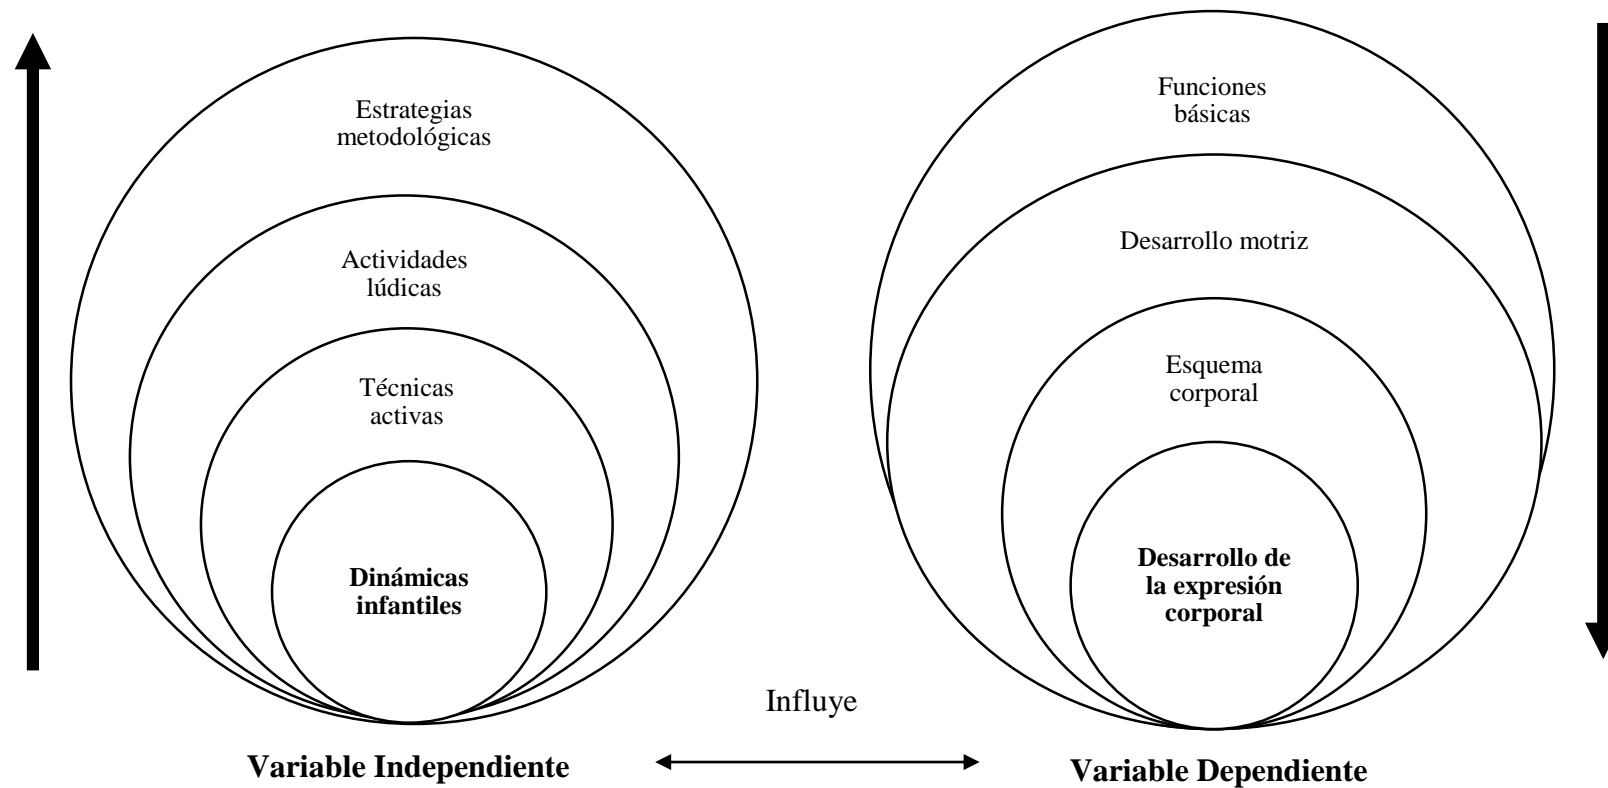 Estrategias
metodológicas
Actividades
lúdicas
Técnicas
activas
Dinámicas
infantiles
Variable Independiente
Influye
Funciones
básicas
Desarrollo motriz
Esquema
corporal
Desarrollo de
la expresión
corporal
Variable Dependiente